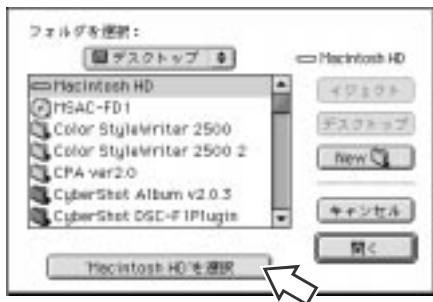 フォルダを選択：
デスクトップ
Macintosh HD
Macintosh HD
イジェクト
MSAC-FD1
デスクトップ
Color StyleWriter 2500
Color StyleWriter 2500 2
New
CPA ver2.0
CyberShot Album v2.0.3
キャンセル
CyberShot DSC-F1Plugin
開く
"Macintosh HD"を選択